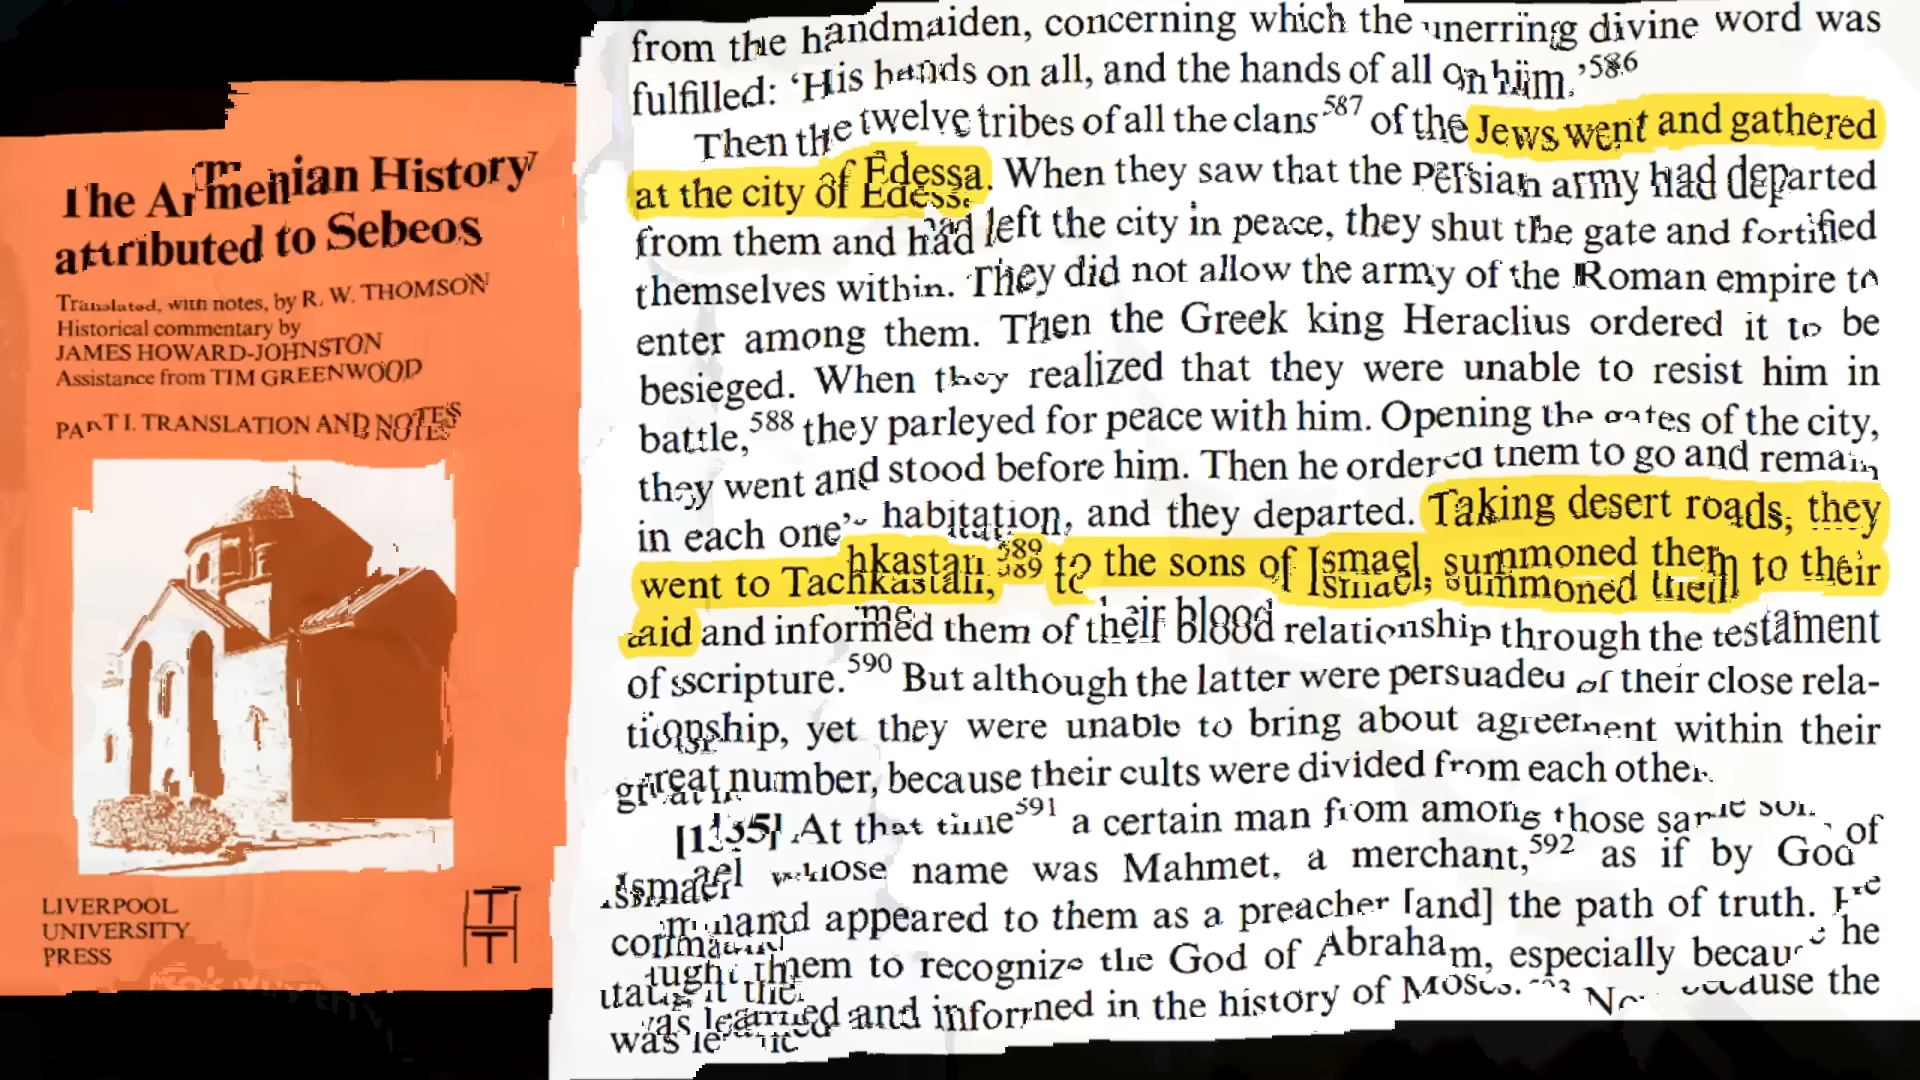 The Armenian History
attributed to Sebeos
Translated, with notes, by R. W. THOMSON
Historical commentary by
JAMES HOWARD-JOHNSTON
Assistance from TIM GREENWOOD
PART I. TRANSLATION AND NOTES
LIVERPOOL
UNIVERSITY
PRESS
from the handmaiden, concerning which the unerring divine word was
fulfilled: ‘His hands on all, and the hands of all on him.’586
Then the twelve tribes of all the clans587 of the Jews went and gathered
at the city of Edessa. When they saw that the Persian army had departed
from them and had left the city in peace, they shut the gate and fortified
themselves within. They did not allow the army of the Roman empire to
enter among them. Then the Greek king Heraclius ordered it to be
besieged. When they realized that they were unable to resist him in
battle,588 they parleyed for peace with him. Opening the gates of the city,
they went and stood before him. Then he ordered them to go and remain
in each one's habitation, and they departed. Taking desert roads, they
went to Tachkastan,589 to the sons of Ismael, summoned them to their
aid and informed them of their blood relationship through the testament
of scripture.590 But although the latter were persuaded of their close rela-
tionship, yet they were unable to bring about agreement within their
great number, because their cults were divided from each other.
[135] At that time591 a certain man from among those same sons of
Ismael whose name was Mahmet, a merchant,592 as if by God's
command appeared to them as a preacher [and] the path of truth. He
taught them to recognize the God of Abraham, especially because he
was learned and informed in the history of Moses. Now because the